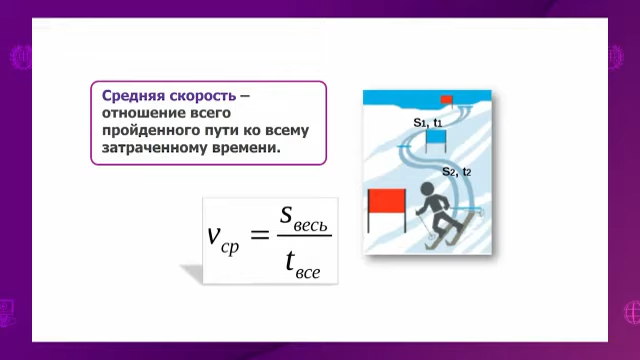 Средняя скорость –
отношение всего
пройденного пути ко всему
затраченному времени.
S1, t1
S2, t2
vср = sвесь / tвсе